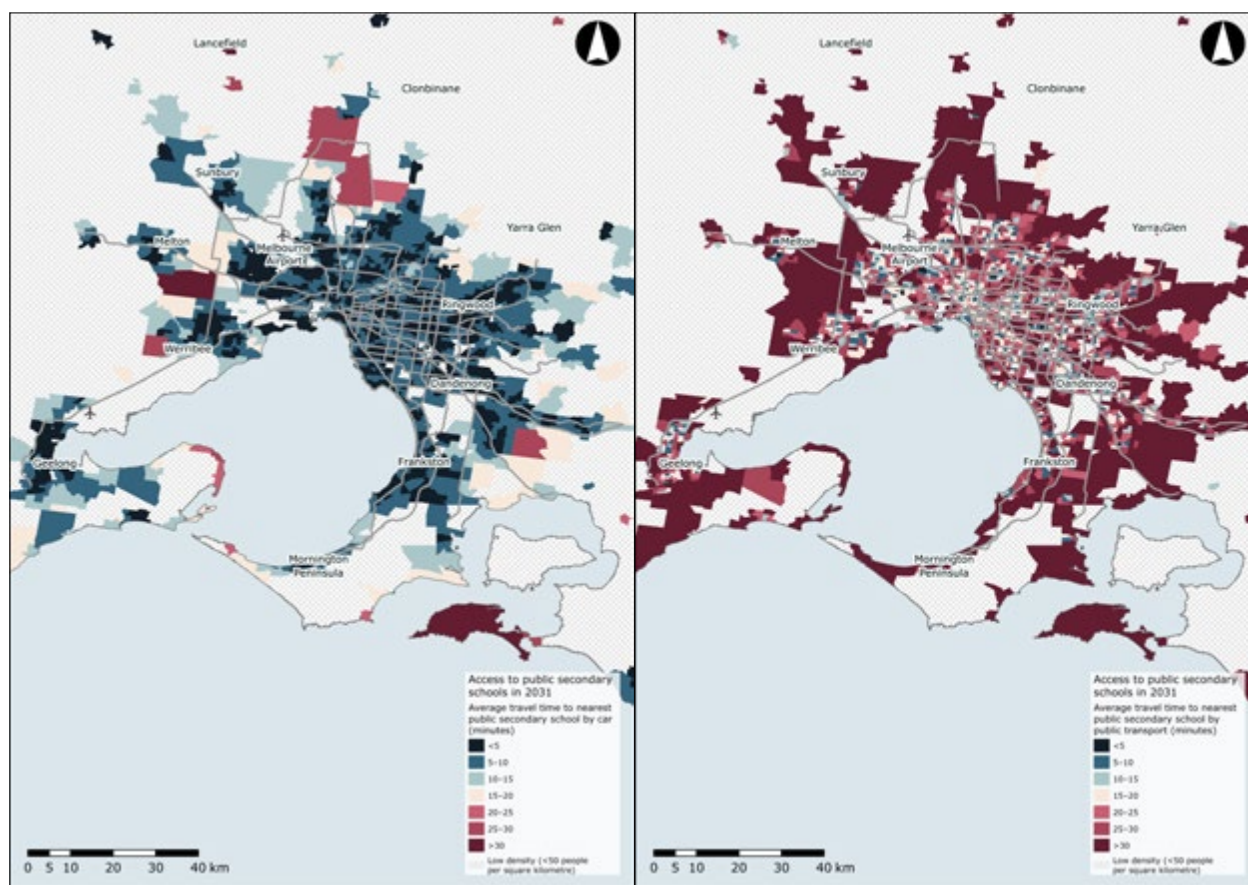 Lancefield
Clonbinane
Sunbury
Yarra Glen
Melton
Melbourne
Airport
Ringwood
Werribee
Dandenong
Geelong
Frankston
Mornington
Peninsula
Access to public secondary
schools in 2031
Average travel time to nearest
public secondary school by car
(minutes)
<5
5–10
10–15
15–20
20–25
25–30
>30
Low density (<50 people
per square kilometre)
0 5 10 20 30 40 km
Lancefield
Clonbinane
Sunbury
Yarra Glen
Melton
Melbourne
Airport
Ringwood
Werribee
Dandenong
Geelong
Frankston
Mornington
Peninsula
Access to public secondary
schools in 2031
Average travel time to nearest
public secondary school by
public transport (minutes)
<5
5–10
10–15
15–20
20–25
25–30
>30
Low density (<50 people
per square kilometre)
0 5 10 20 30 40 km